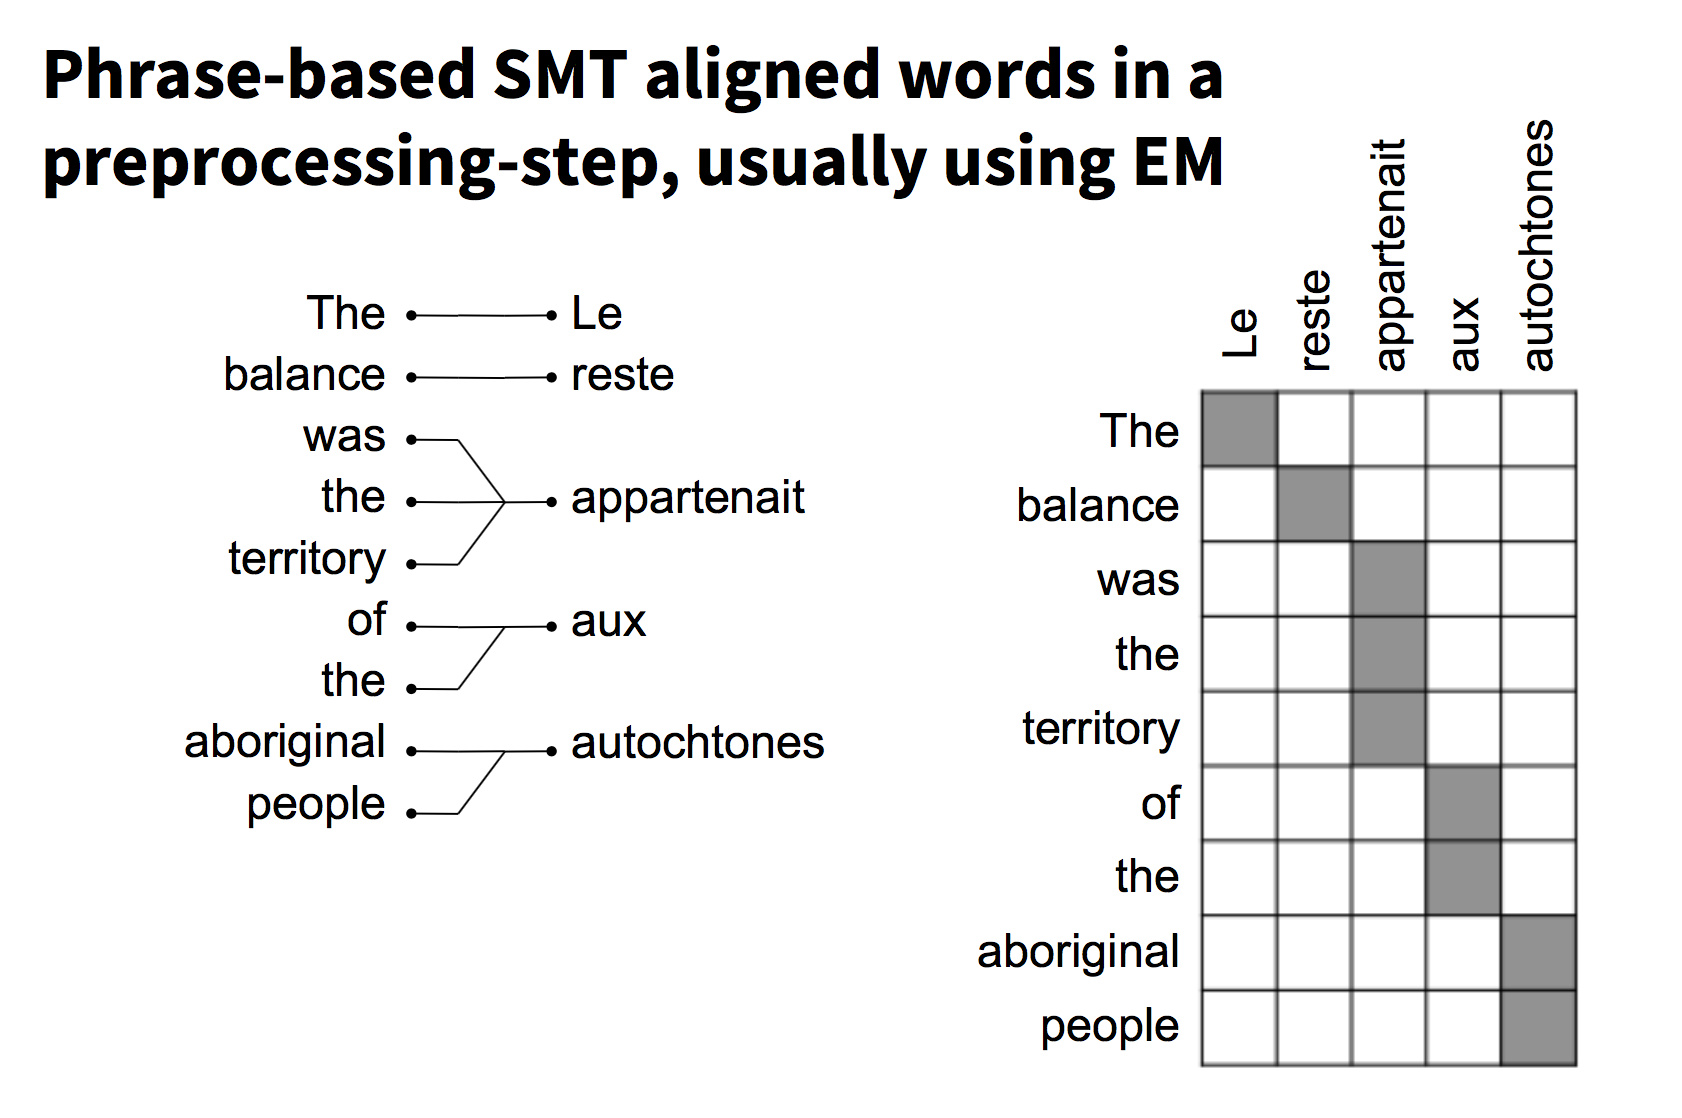 Phrase-based SMT aligned words in a
preprocessing-step, usually using EM
The Le
balance reste
was
the appartenait
territory
of aux
the
aboriginal autochtones
people
Le
reste
appartenait
aux
autochtones
The
balance
was
the
territory
of
the
aboriginal
people